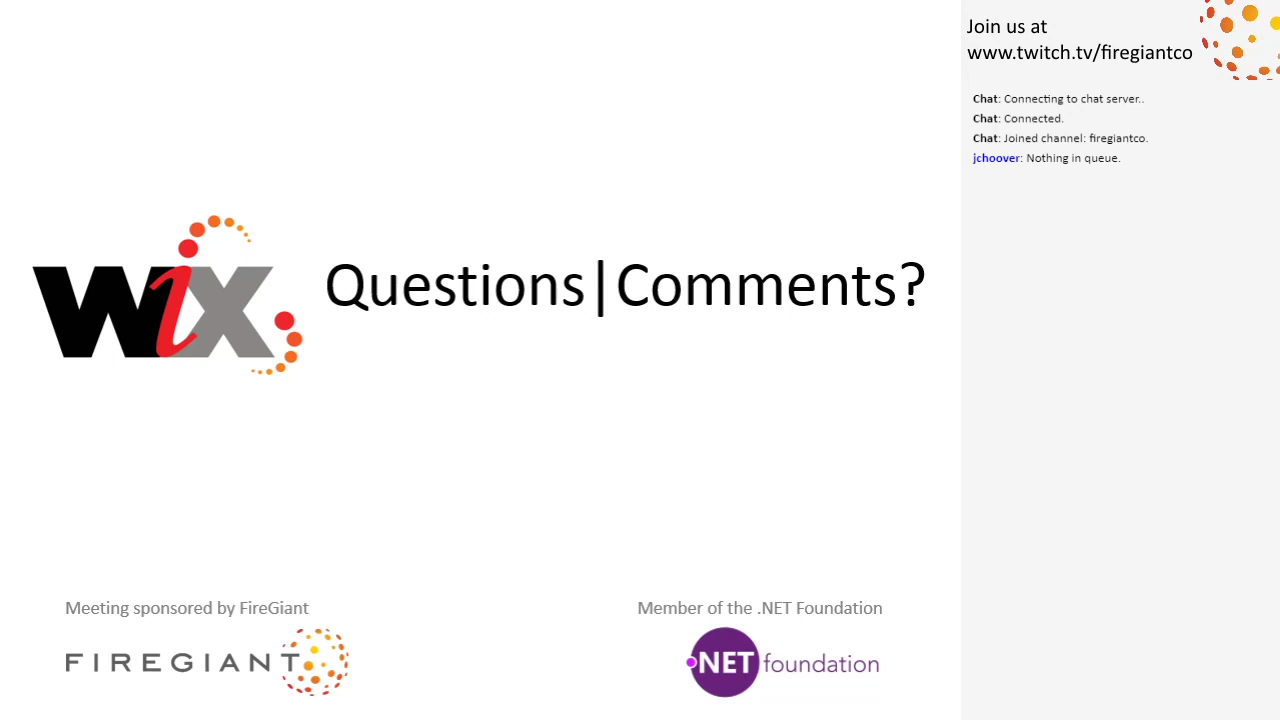 WiX
Questions|Comments?
Meeting sponsored by FireGiant
FIREGIANT
Member of the .NET Foundation
.NET foundation
Join us at
www.twitch.tv/firegiantco
Chat: Connecting to chat server..
Chat: Connected.
Chat: Joined channel: firegiantco.
jchoover: Nothing in queue.